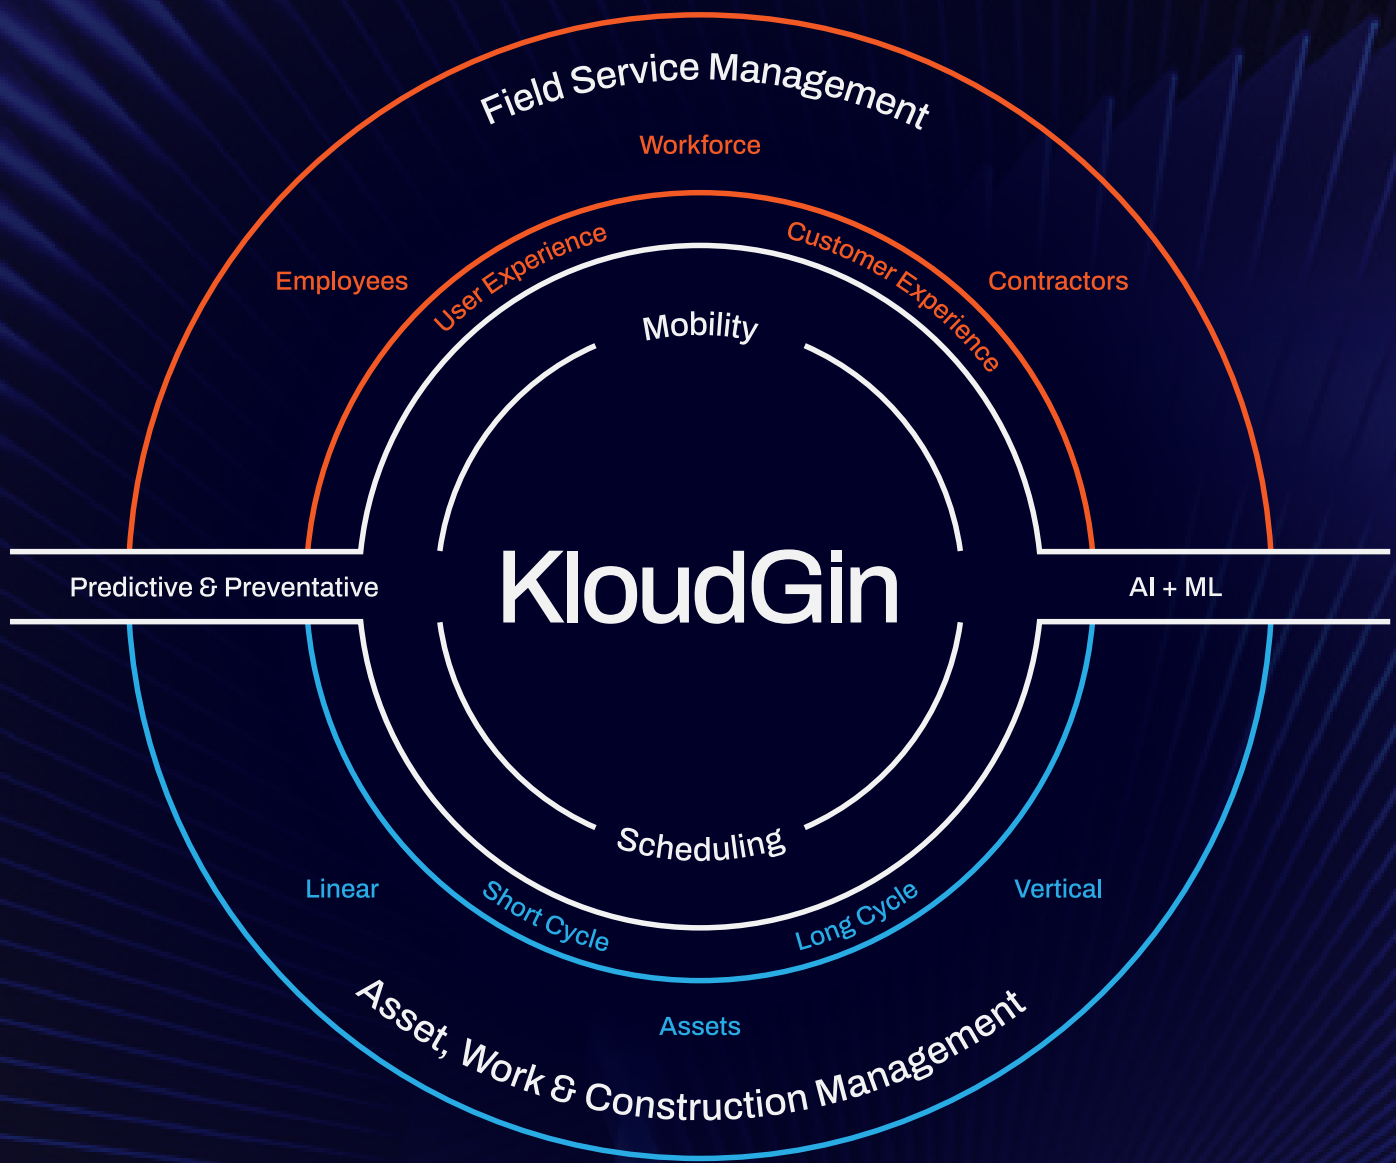 Field Service Management
Workforce
Employees
User Experience
Customer Experience
Contractors
Mobility
Predictive & Preventative
KloudGin
AI + ML
Scheduling
Linear
Short Cycle
Long Cycle
Vertical
Assets
Asset, Work & Construction Management